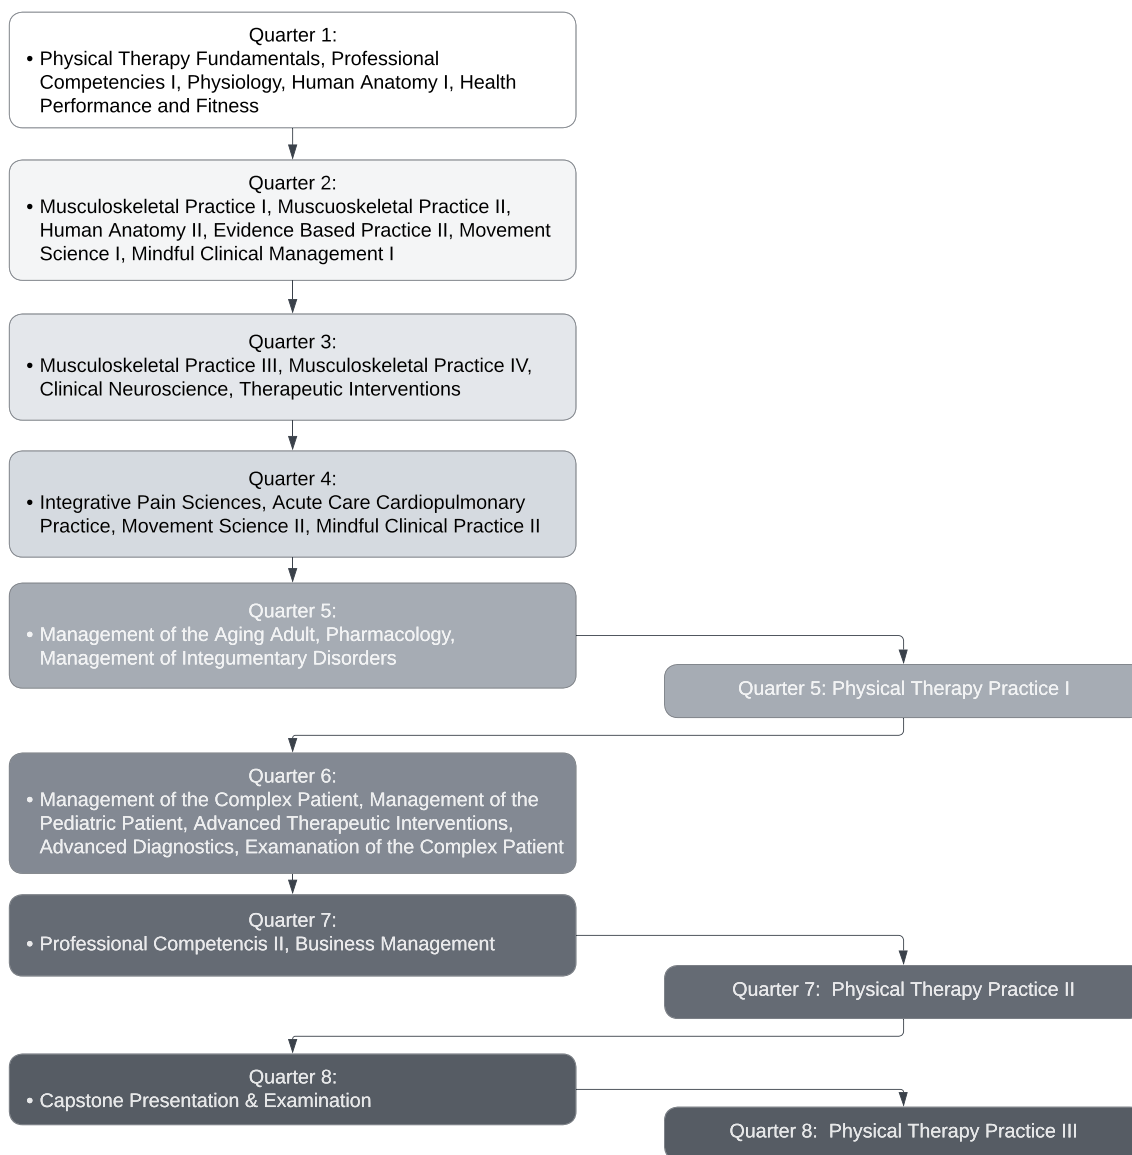 Quarter 1:
• Physical Therapy Fundamentals, Professional
Competencies I, Physiology, Human Anatomy I, Health
Performance and Fitness
Quarter 2:
• Musculoskeletal Practice I, Muscuoskeletal Practice II,
Human Anatomy II, Evidence Based Practice II, Movement
Science I, Mindful Clinical Management I
Quarter 3:
• Musculoskeletal Practice III, Musculoskeletal Practice IV,
Clinical Neuroscience, Therapeutic Interventions
Quarter 4:
• Integrative Pain Sciences, Acute Care Cardiopulmonary
Practice, Movement Science II, Mindful Clinical Practice II
Quarter 5:
• Management of the Aging Adult, Pharmacology,
Management of Integumentary Disorders
Quarter 5: Physical Therapy Practice I
Quarter 6:
• Management of the Complex Patient, Management of the
Pediatric Patient, Advanced Therapeutic Interventions,
Advanced Diagnostics, Examanation of the Complex Patient
Quarter 7:
• Professional Competencis II, Business Management
Quarter 7:  Physical Therapy Practice II
Quarter 8:
• Capstone Presentation & Examination
Quarter 8:  Physical Therapy Practice III